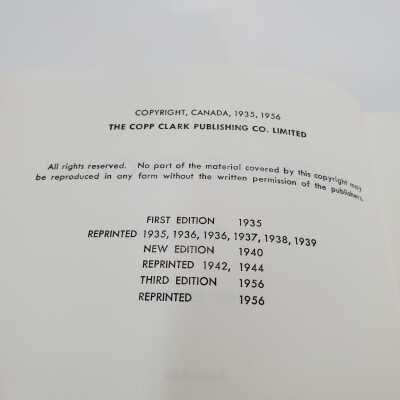 COPYRIGHT, CANADA, 1935, 1956
THE COPP CLARK PUBLISHING CO. LIMITED
All rights reserved. No part of the material covered by this copyright may
be reproduced in any form without the written permission of the publishers.
FIRST EDITION 1935
REPRINTED 1935, 1936, 1936, 1937, 1938, 1939
NEW EDITION 1940
REPRINTED 1942, 1944
THIRD EDITION 1956
REPRINTED 1956